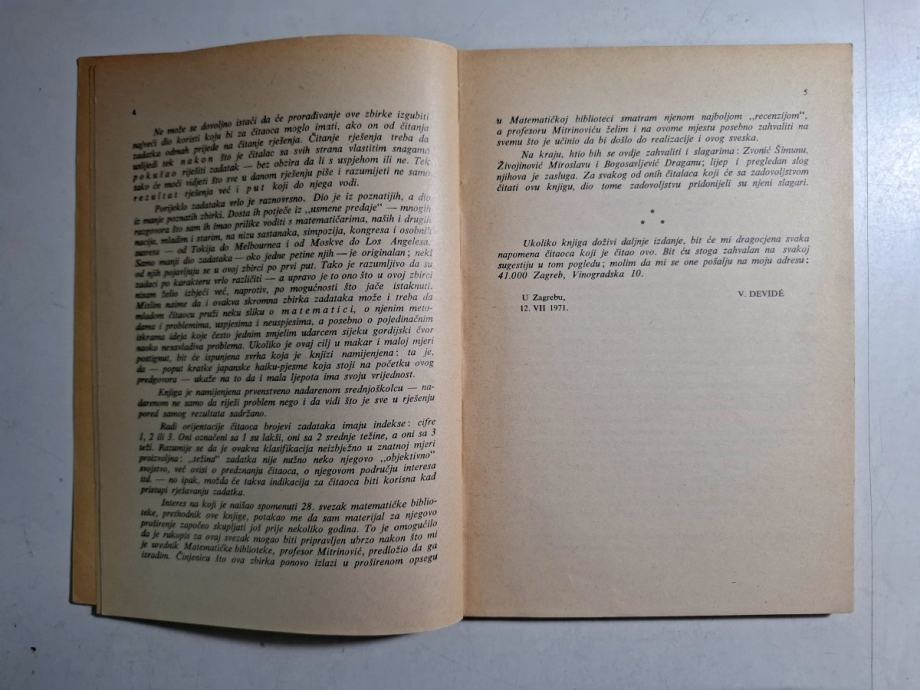 4
Ne može se dovoljno istaći da će prorađivanje ove zbirke izgubiti
najveći dio koristi koju bi za čitaoca moglo imati, ako on od čitanja
zadatka odmah prijeđe na čitanje rješenja. Čitanje rješenja treba da
uslijedi tek nakon što je čitalac sa svih strana vlastitim snagama
pokušao riješiti zadatak — bez obzira da li s uspjehom ili ne. Tek
tako će moći vidjeti što sve u danom rješenju piše i razumijeti ne samo
rezultat rješenja već i put koji do njega vodi.
Porijeklo zadataka vrlo je raznovrsno. Dio je iz poznatijih, a dio
iz manje poznatih zbirki. Dosta ih potječe iz „usmene predaje" — mnogih
razgovora što sam ih imao prilike voditi s matematičarima, naših i drugih
nacija, mladim i starim, na nizu sastanaka, simpozija, kongresa i osobnih
susreta — od Tokija do Melbournea i od Moskve do Los Angelesa.
Samo manji dio zadataka — oko jedne petine njih — je originalan; neki
od njih pojavljuju se u ovoj zbirci po prvi put. Tako je razumljivo da su
zadaci po karakteru vrlo različiti — a upravo je to ono što u ovoj zbirci
nisam želio izbjeći već, naprotiv, po mogućnosti što jače istaknuti.
Mislim naime da i ovakva skromna zbirka zadataka može i treba da
mladom čitaocu pruži neku sliku o matematici, o njenim meto-
dama i problemima, uspjesima i neuspjesima, a posebno o pojedinačnim
iskrama ideja koje često jednim smjelim udarcem sijeku gordijski čvor
naoko nesavladiva problema. Ukoliko je ovaj cilj u makar i maloj mjeri
postignut, bit će ispunjena svrha koja je knjizi namijenjena: ta je,
da — poput kratke japanske haiku-pjesme koja stoji na početku ovog
predgovora — ukaže na to da i mala ljepota ima svoju vrijednost.
Knjiga je namijenjena prvenstveno nadarenom srednjoškolcu — na-
darenom ne samo da riješi problem nego i da vidi što je sve u rješenju
pored samog rezultata sadržano.
Radi orijentacije čitaoca brojevi zadataka imaju indekse: cifre
1, 2 ili 3. Oni označeni sa 1 su lakši, oni sa 2 srednje težine, a oni sa 3
teži. Razumije se da je ovakva klasifikacija neizbježno u znatnoj mjeri
proizvoljna: „težina" zadatka nije nužno neko njegovo „objektivno"
svojstvo, već ovisi o predznanju čitaoca, o njegovom području interesa
itd. — no ipak, možda će takva indikacija za čitaoca biti korisna kad
pristupi rješavanju zadatka.
Interes na koji je naišao spomenuti 28. svezak matematičke biblio-
teke, prethodnik ove knjige, potakao me da sam materijal za njegovo
proširenje započeo skupljati još prije nekoliko godina. To je omogućilo
da je rukopis za ovaj svezak mogao biti pripravljen ubrzo nakon što mi
je urednik Matematičke biblioteke, profesor Mitrinović, predložio da ga
izradim. Činjenicu što ova zbirka ponovo izlazi u proširenom opsegu
5
u Matematičkoj biblioteci smatram njenom najboljom „recenzijom",
a profesoru Mitrinoviću želim i na ovome mjestu posebno zahvaliti na
svemu što je učinio da bi došlo do realizacije i ovog sveska.
Na kraju, htio bih se ovdje zahvaliti i slagarima: Zvonić Šimunu,
Živojinović Miroslavu i Bogosavljević Draganu; lijep i pregledan slog
njihova je zasluga. Za svakog od onih čitalaca koji će sa zadovoljstvom
čitati ovu knjigu, dio tome zadovoljstvu pridonijeli su njeni slagari.
*
* *
Ukoliko knjiga doživi daljnje izdanje, bit će mi dragocjena svaka
napomena čitaoca koji je čitao ovo. Bit ću stoga zahvalan na svakoj
sugestiji u tom pogledu; molim da mi se one pošalju na moju adresu:
41.000 Zagreb, Vinogradska 10.
U Zagrebu,
12. VII 1971.
V. DEVIDÉ